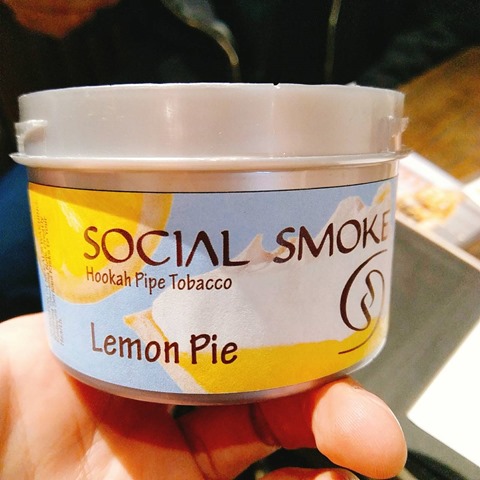 SOCIAL SMOKE
Hookah Pipe Tobacco
Lemon Pie